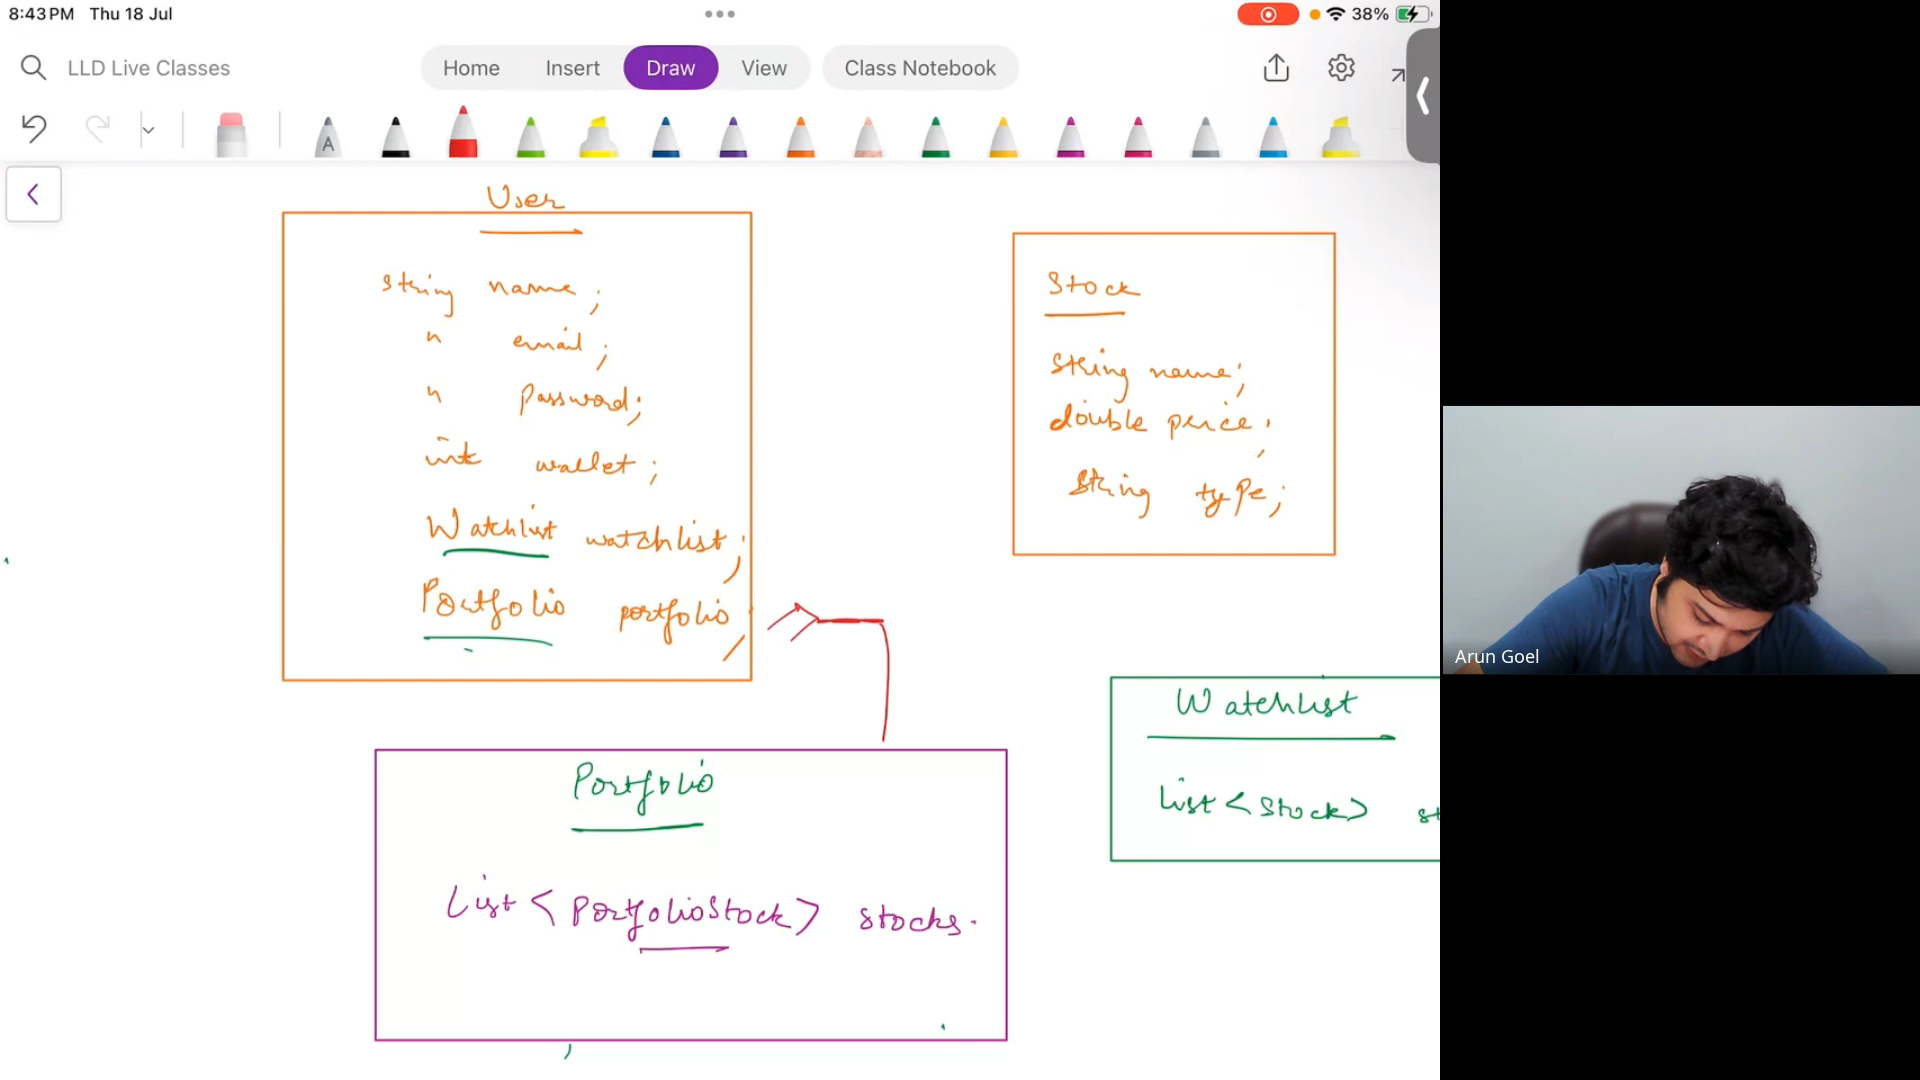 8:43 PM Thu 18 Jul
38%
LLD Live Classes
Home Insert Draw View Class Notebook
A
User
string name;
" email;
" Password;
int wallet;
Watchlist watchlist;
Portfolio portfolio;
Stock
String name;
double price;
String type;
Arun Goel
Portfolio
List<PortfolioStock> stocks.
Watchlist
List<Stock> st